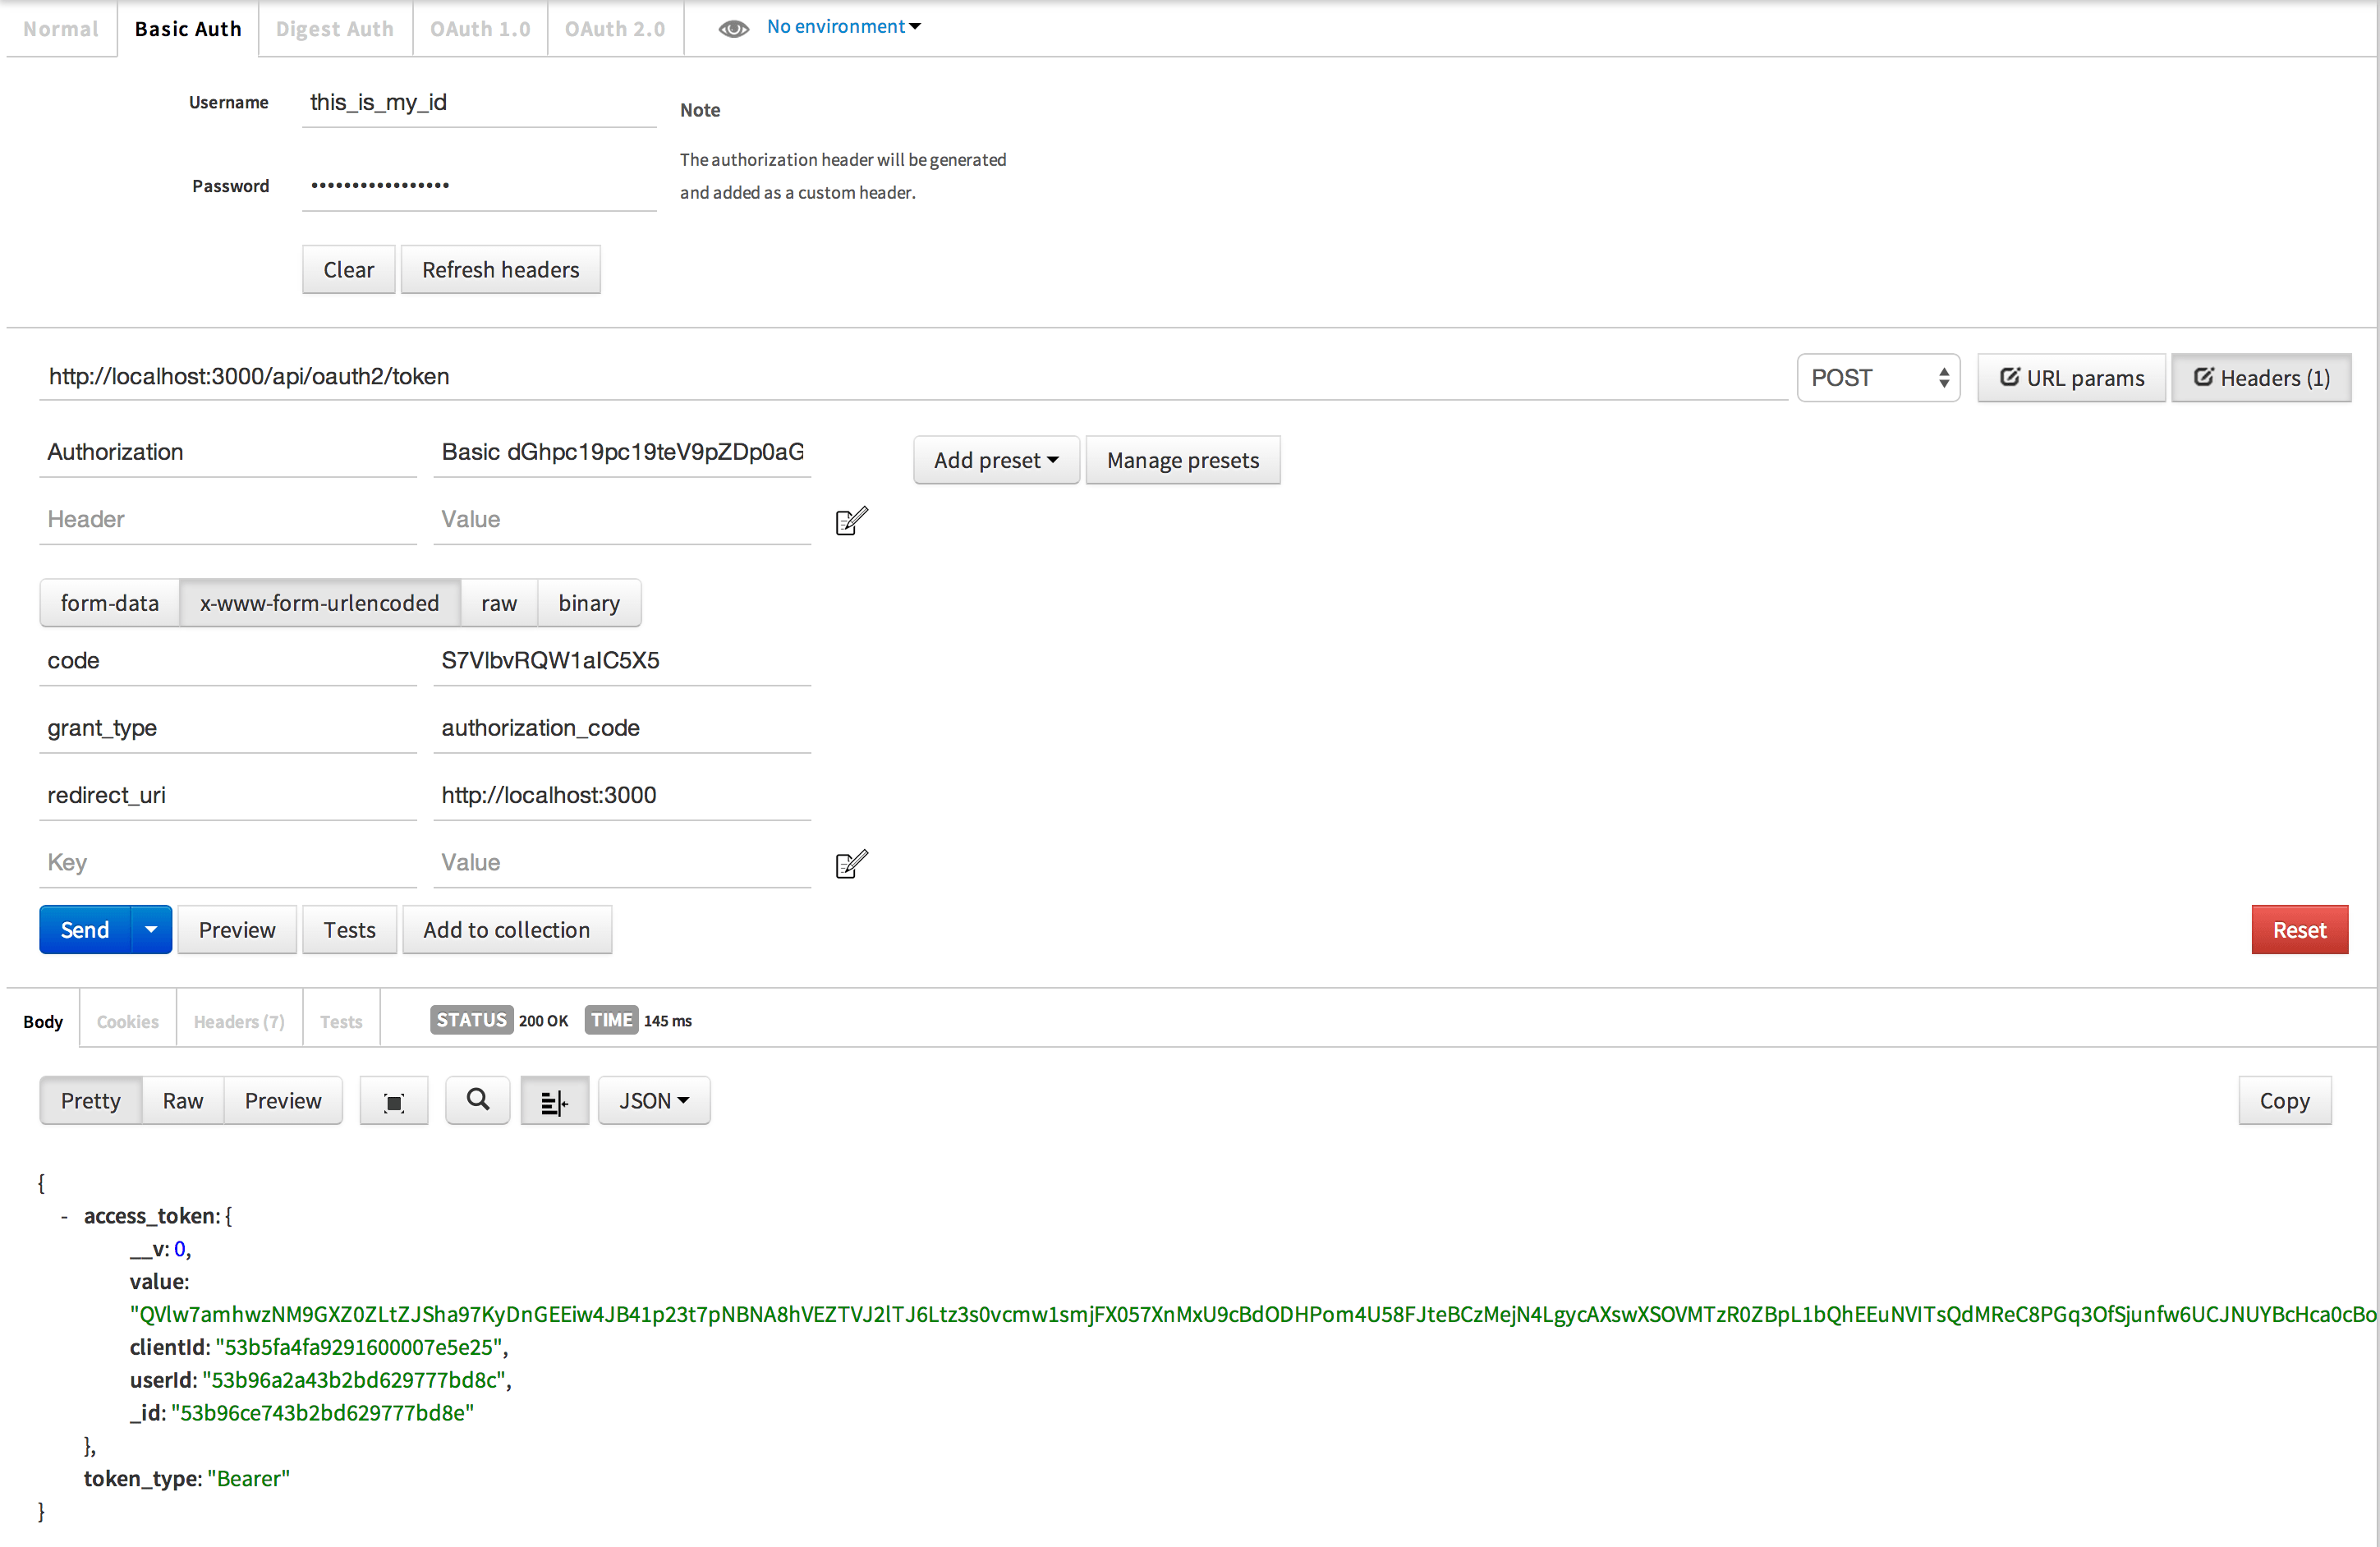 Normal Basic Auth Digest Auth OAuth 1.0 OAuth 2.0 No environment
Username this_is_my_id Note
The authorization header will be generated
Password •••••••••••••••••
and added as a custom header.
Clear Refresh headers
http://localhost:3000/api/oauth2/token POST URL params Headers (1)
Authorization Basic dGhpc19pc19teV9pZDp0aG Add preset Manage presets
Header Value
form-data x-www-form-urlencoded raw binary
code S7VlbvRQW1aIC5X5
grant_type authorization_code
redirect_uri http://localhost:3000
Key Value
Send Preview Tests Add to collection Reset
Body Cookies Headers (7) Tests STATUS 200 OK TIME 145 ms
Pretty Raw Preview JSON Copy
{
- access_token: {
__v: 0,
value:
"QVlw7amhwzNM9GXZ0ZLtZJSha97KyDnGEEiw4JB41p23t7pNBNA8hVEZTVJ2lTJ6Ltz3s0vcmw1smjFX057XnMxU9cBdODHPom4U58FJteBCzMejN4LgycAXswXSOVMTzR0ZBpL1bQhEEuNVITsQdMReC8PGq3OfSjunfw6UCJNUYBcHca0cBo
clientId: "53b5fa4fa9291600007e5e25",
userId: "53b96a2a43b2bd629777bd8c",
_id: "53b96ce743b2bd629777bd8e"
},
token_type: "Bearer"
}